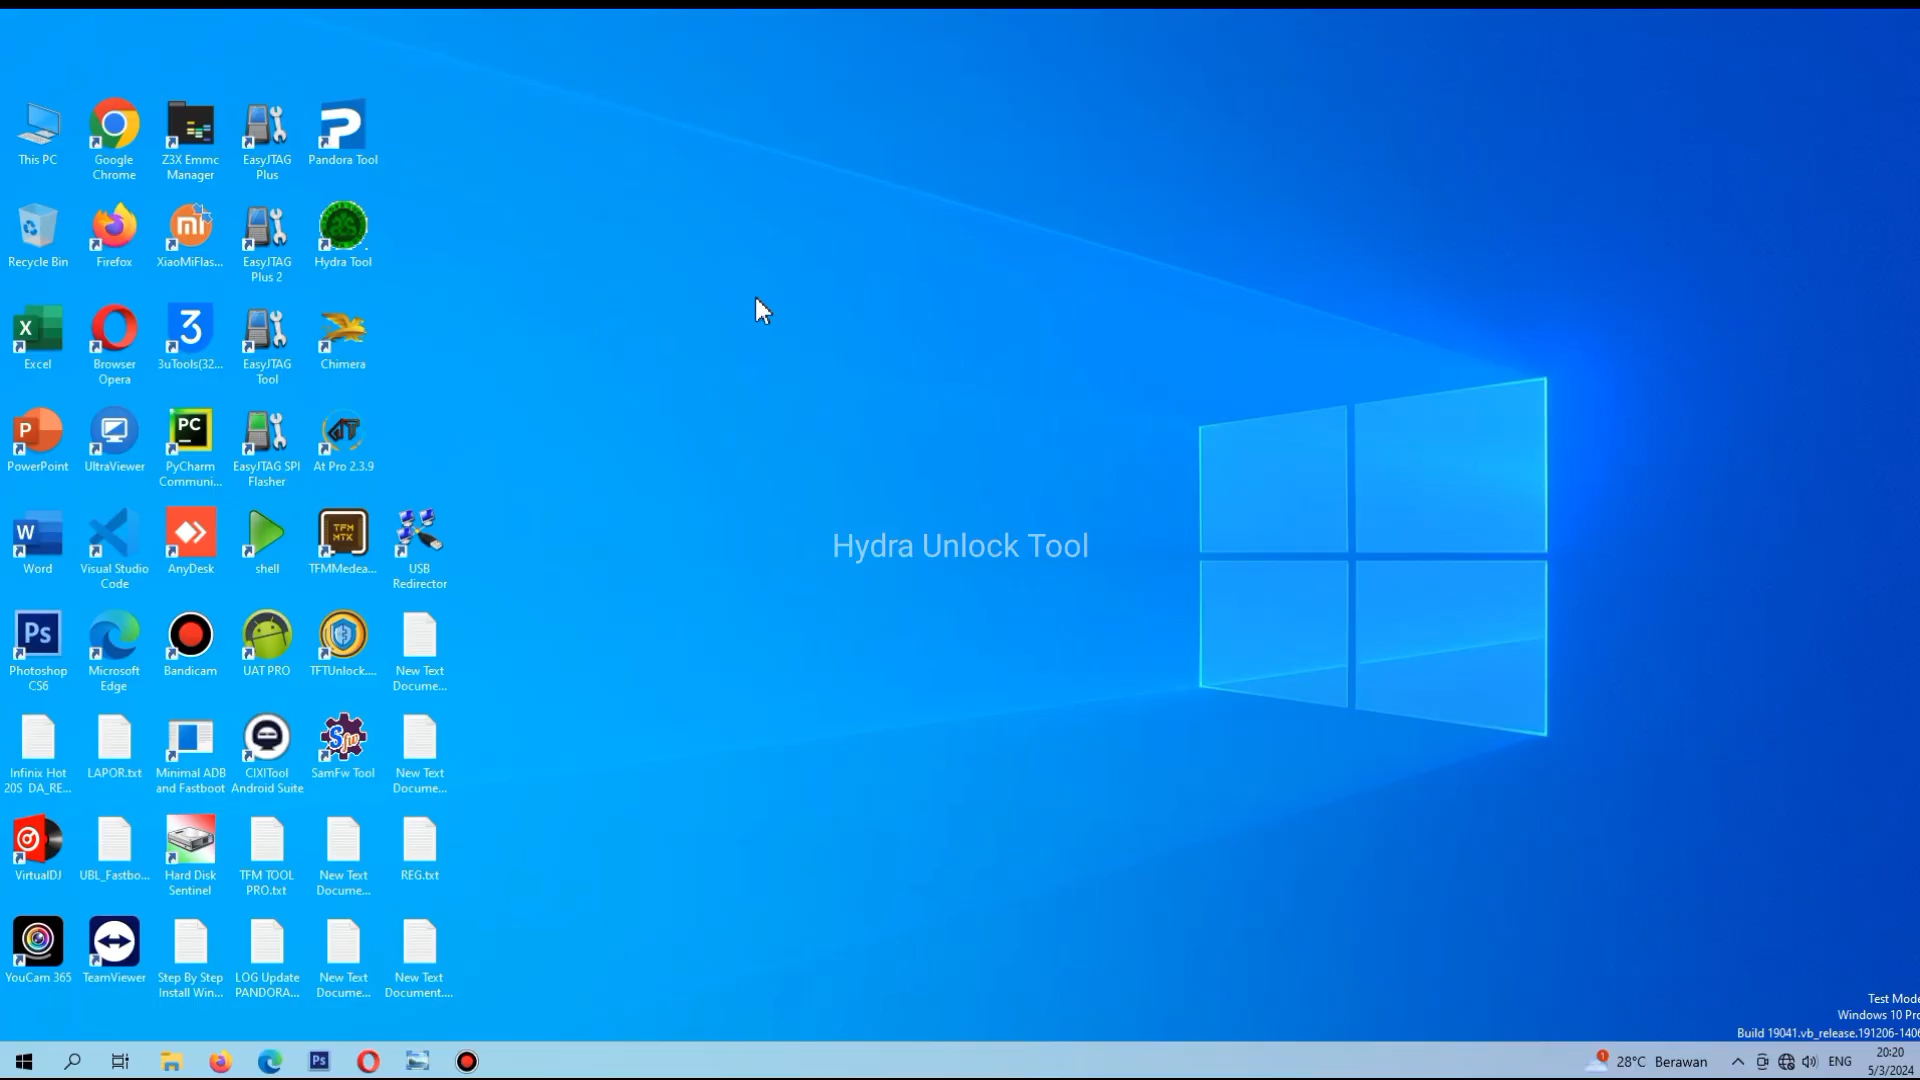 This PC
Google
Chrome
Z3X Emmc
Manager
EasyJTAG
Plus
Pandora Tool
Recycle Bin
Firefox
XiaoMiFlas...
EasyJTAG
Plus 2
Hydra Tool
Excel
Browser
Opera
3uTools(32...
EasyJTAG
Tool
Chimera
PowerPoint
UltraViewer
PyCharm
Communi...
EasyJTAG SPI
Flasher
At Pro 2.3.9
Hydra Unlock Tool
Word
Visual Studio
Code
AnyDesk
shell
TFMMedea...
USB
Redirector
Photoshop
CS6
Microsoft
Edge
Bandicam
UAT PRO
TFTUnlock....
New Text
Docume...
Infinix Hot
20S DA_RE...
LAPOR.txt
Minimal ADB
and Fastboot
CIXITool
Android Suite
SamFw Tool
New Text
Docume...
VirtualDJ
UBL_Fastbo...
Hard Disk
Sentinel
TFM TOOL
PRO.txt
New Text
Docume...
REG.txt
YouCam 365
TeamViewer
Step By Step
Install Win...
LOG Update
PANDORA...
New Text
Docume...
New Text
Document....
Test Mode
Windows 10 Pro
Build 19041.vb_release.191206-1406
28°C Berawan
ENG
20:20
5/3/2024